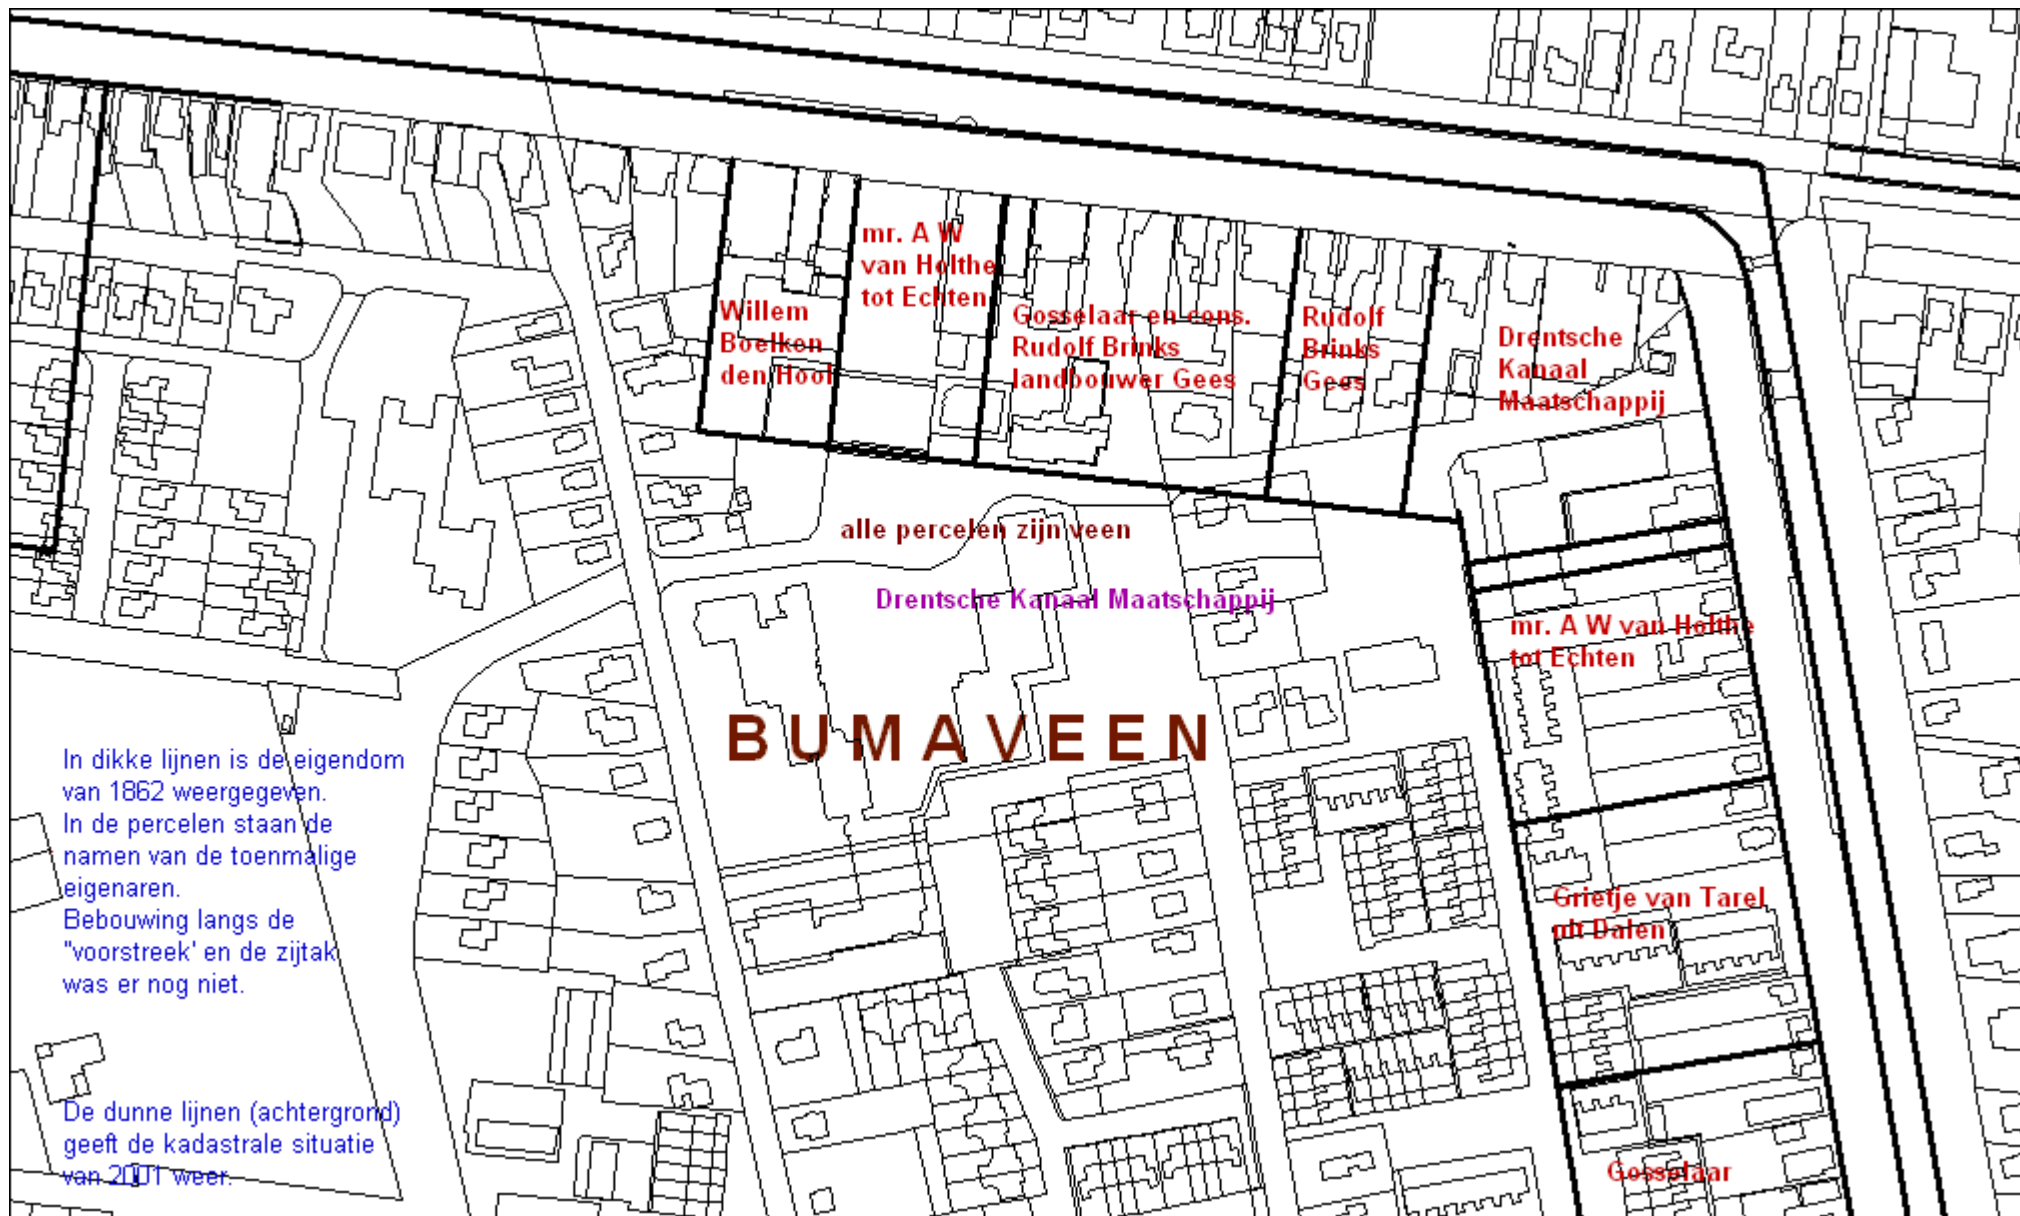 mr. A W
van Holthe
tot Echten
Willem
Boelken
den Hool
Gosselaar en cons.
Rudolf Brinks
landbouwer Gees
Rudolf
Brinks
Gees
Drentsche
Kanaal
Maatschappij
alle percelen zijn veen
Drentsche Kanaal Maatschappij
mr. A W van Holthe
tot Echten
BUMAVEEN
In dikke lijnen is de eigendom
van 1862 weergegeven.
In de percelen staan de
namen van de toenmalige
eigenaren.
Bebouwing langs de
"voorstreek' en de zijtak
was er nog niet.
Grietje van Tarel
uit Dalen
De dunne lijnen (achtergrond)
geeft de kadastrale situatie
van 2001 weer.
Gosselaar